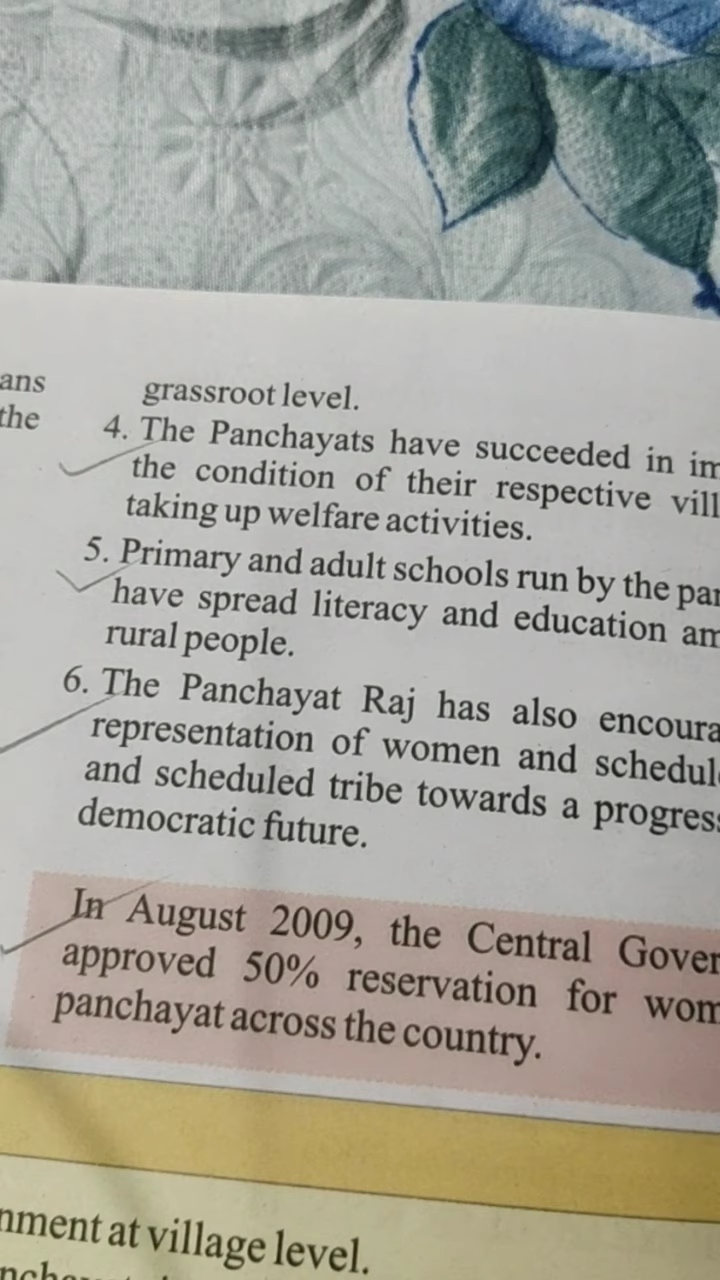 ans
the
grassroot level.
4. The Panchayats have succeeded in im
the condition of their respective vill
taking up welfare activities.
5. Primary and adult schools run by the par
have spread literacy and education am
rural people.
6. The Panchayat Raj has also encoura
representation of women and schedul
and scheduled tribe towards a progres
democratic future.
In August 2009, the Central Gover
approved 50% reservation for wom
panchayat across the country.
nment at village level.